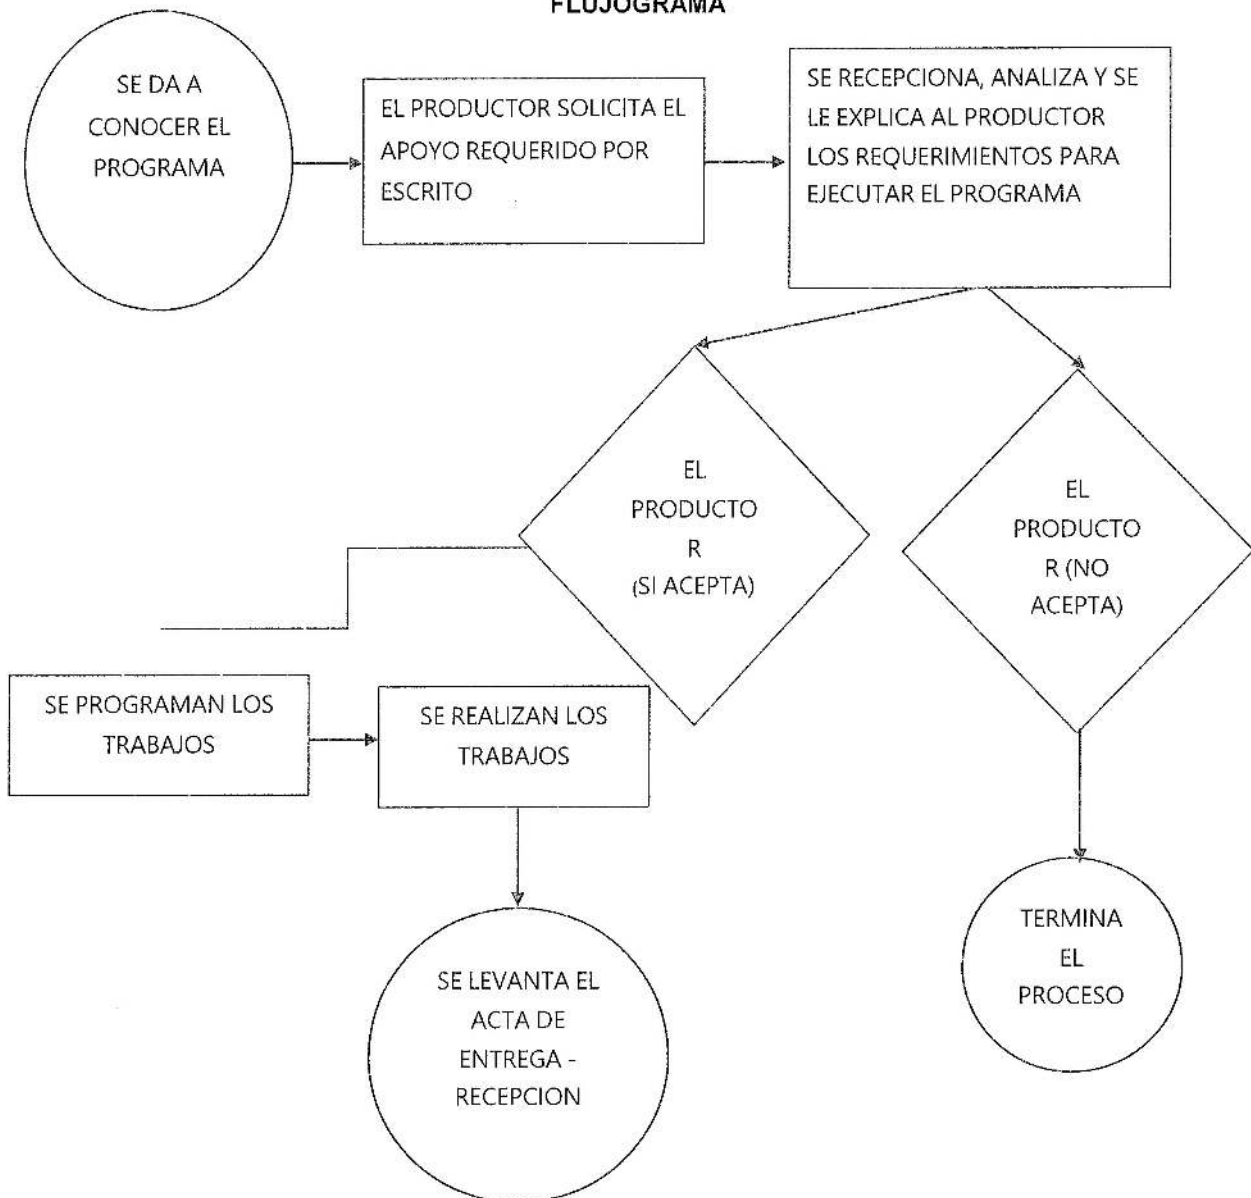 FLUJOGRAMA
SE DA A
CONOCER EL
PROGRAMA
EL PRODUCTOR SOLICITA EL
APOYO REQUERIDO POR
ESCRITO
SE RECEPCIONA, ANALIZA Y SE
LE EXPLICA AL PRODUCTOR
LOS REQUERIMIENTOS PARA
EJECUTAR EL PROGRAMA
EL
PRODUCTO
R
(SI ACEPTA)
EL
PRODUCTO
R (NO
ACEPTA)
SE PROGRAMAN LOS
TRABAJOS
SE REALIZAN LOS
TRABAJOS
SE LEVANTA EL
ACTA DE
ENTREGA -
RECEPCION
TERMINA
EL
PROCESO